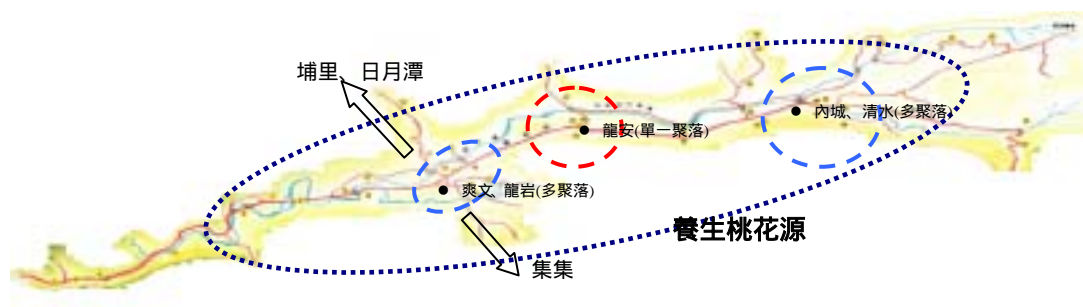 埔里、日月潭
內城、清水(多聚落)
龍安(單一聚落)
爽文、龍岩(多聚落)
養生桃花源
集集